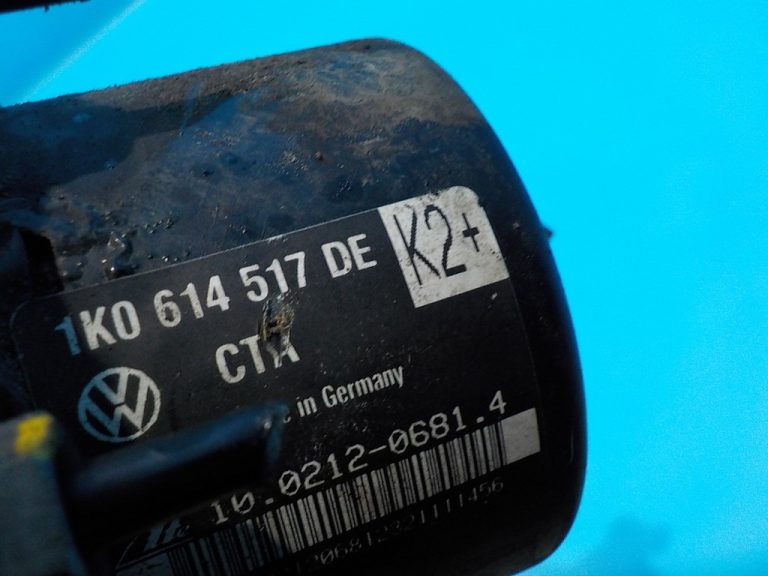 1K0 614 517 DE
K2+
CTA
in Germany
10.0212-0681.4